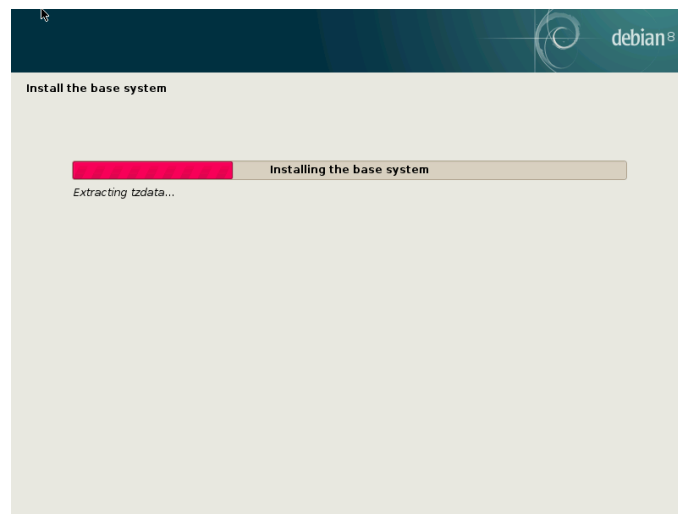 debian 8
Install the base system
Installing the base system
Extracting tzdata...